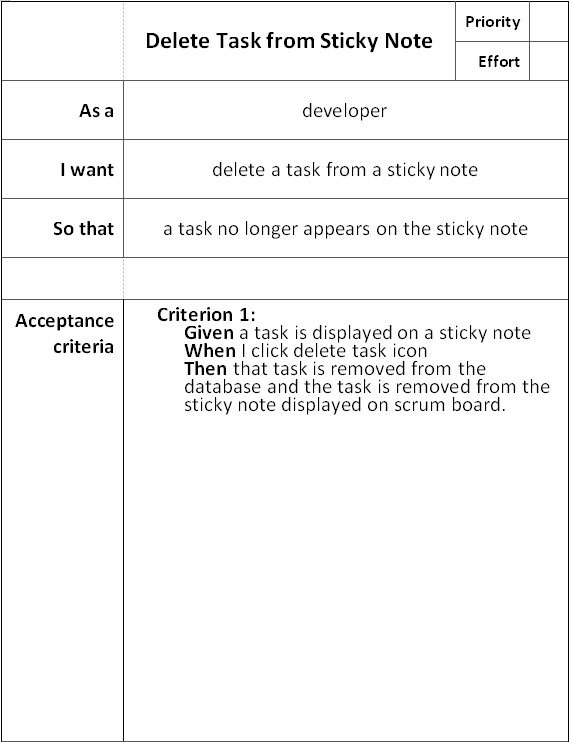 Delete Task from Sticky Note
Priority
Effort
As a
developer
I want
delete a task from a sticky note
So that
a task no longer appears on the sticky note
Acceptance
criteria
Criterion 1:
Given a task is displayed on a sticky note
When I click delete task icon
Then that task is removed from the
database and the task is removed from the
sticky note displayed on scrum board.